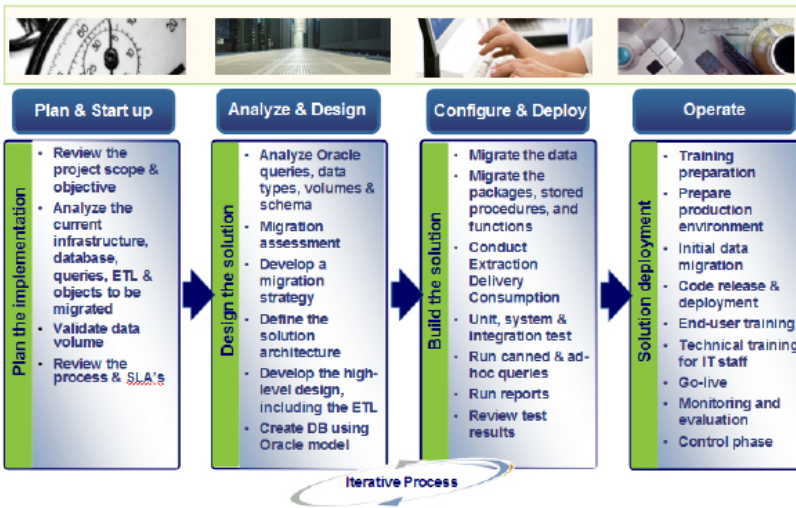 Plan & Start up
Plan the implementation
• Review the
project scope &
objective
• Analyze the
current
infrastructure,
database,
queries, ETL &
objects to be
migrated
• Validate data
volume
• Review the
process & SLA's
Analyze & Design
Design the solution
• Analyze Oracle
queries, data
types, volumes &
schema
• Migration
assessment
• Develop a
migration
strategy
• Define the
solution
architecture
• Develop the high-
level design,
including the ETL
• Create DB using
Oracle model
Configure & Deploy
Build the solution
• Migrate the data
• Migrate the
packages, stored
procedures, and
functions
• Conduct
Extraction
Delivery
Consumption
• Unit, system &
integration test
• Run canned & ad-
hoc queries
• Run reports
• Review test
results
Operate
Solution deployment
• Training
preparation
• Prepare
production
environment
• Initial data
migration
• Code release &
deployment
• End-user training
• Technical training
for IT staff
• Go-live
• Monitoring and
evaluation
• Control phase
Iterative Process